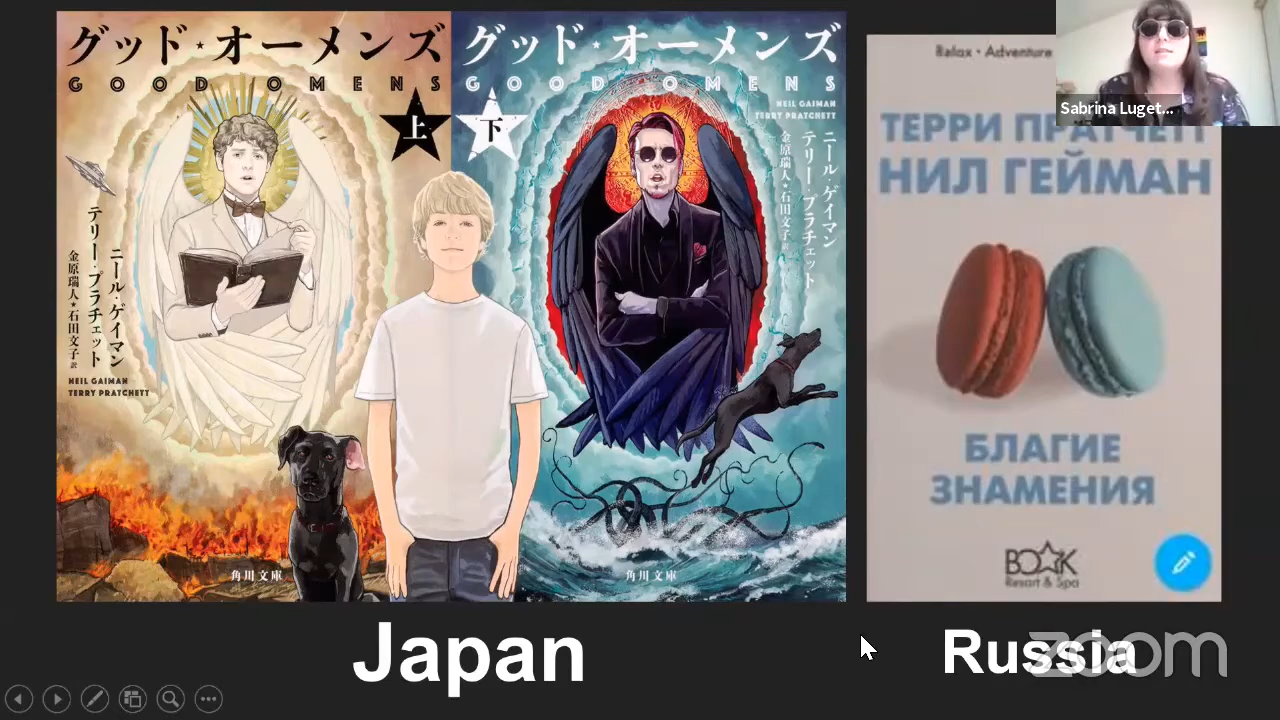 グッド・オーメンズ
GOOD OMENS
上
テリー・プラチェット
ニール・ゲイマン
金原瑞人★石田文子 訳
NEIL GAIMAN
TERRY PRATCHETT
角川文庫
グッド・オーメンズ
GOOD OMENS
下
NEIL GAIMAN
TERRY PRATCHETT
ニール・ゲイマン
テリー・プラチェット
金原瑞人★石田文子 訳
角川文庫
Relax • Adventure
ТЕРРИ ПРАТЧЕТТ
НИЛ ГЕЙМАН
БЛАГИЕ
ЗНАМЕНИЯ
BOOK
Resort & Spa
Sabrina Luget...
Japan
Russia
zoom